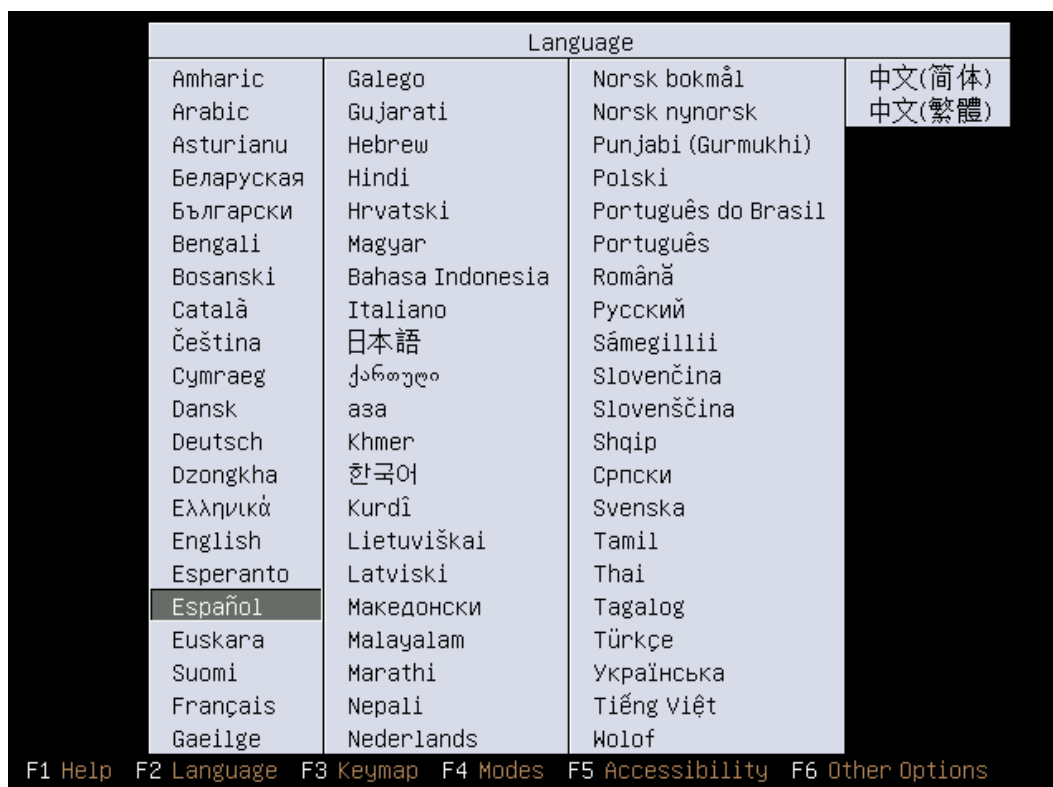 Language
Amharic
Arabic
Asturianu
Беларуская
Български
Bengali
Bosanski
Català
Čeština
Cymraeg
Dansk
Deutsch
Dzongkha
Ελληνικά
English
Esperanto
Español
Euskara
Suomi
Français
Gaeilge
Galego
Gujarati
Hebrew
Hindi
Hrvatski
Magyar
Bahasa Indonesia
Italiano
日本語
ქართული
аза
Khmer
한국어
Kurdî
Lietuviškai
Latviski
Македонски
Malayalam
Marathi
Nepali
Nederlands
Norsk bokmål
Norsk nynorsk
Punjabi (Gurmukhi)
Polski
Português do Brasil
Português
Română
Русский
Sámegillii
Slovenčina
Slovenščina
Shqip
Српски
Svenska
Tamil
Thai
Tagalog
Türkçe
Українська
Tiếng Việt
Wolof
中文(简体)
中文(繁體)
F1 Help F2 Language F3 Keymap F4 Modes F5 Accessibility F6 Other Options